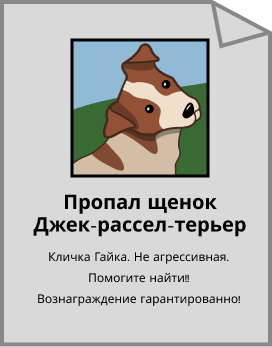 Пропал щенок
Джек-рассел-терьер
Кличка Гайка. Не агрессивная.
Помогите найти!!
Вознаграждение гарантированно!